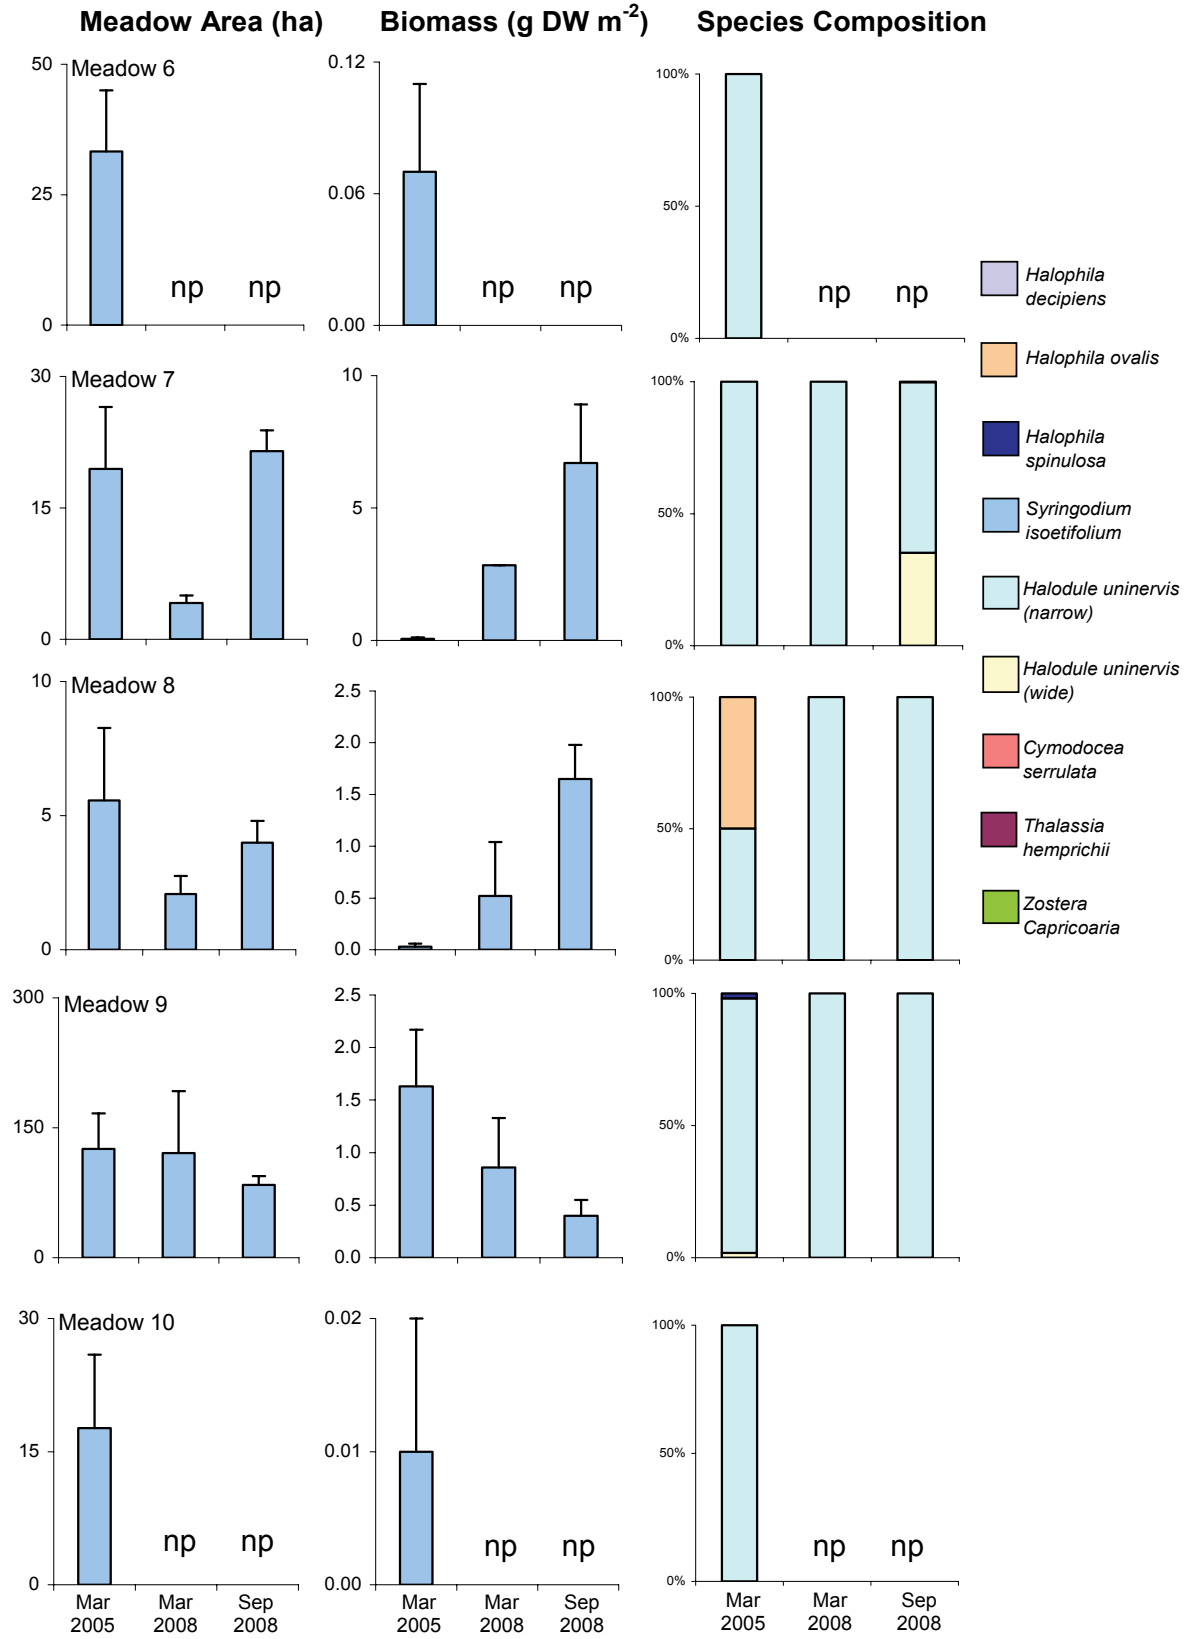 Meadow Area (ha)
Biomass (g DW m-2)
Species Composition
Meadow 6
50
25
0
np np
0.12
0.06
0.00
np np
100%
50%
0%
np np
Meadow 7
30
15
0
10
5
0
100%
50%
0%
Meadow 8
10
5
0
2.5
2.0
1.5
1.0
0.5
0.0
100%
50%
0%
Meadow 9
300
150
0
2.5
2.0
1.5
1.0
0.5
0.0
100%
50%
0%
Meadow 10
30
15
0
np np
0.02
0.01
0.00
np np
100%
50%
0%
np np
Mar Mar Sep
2005 2008 2008
Mar Mar Sep
2005 2008 2008
Mar Mar Sep
2005 2008 2008
Halophila
decipiens
Halophila ovalis
Halophila
spinulosa
Syringodium
isoetifolium
Halodule uninervis
(narrow)
Halodule uninervis
(wide)
Cymodocea
serrulata
Thalassia
hemprichii
Zostera
Capricoaria